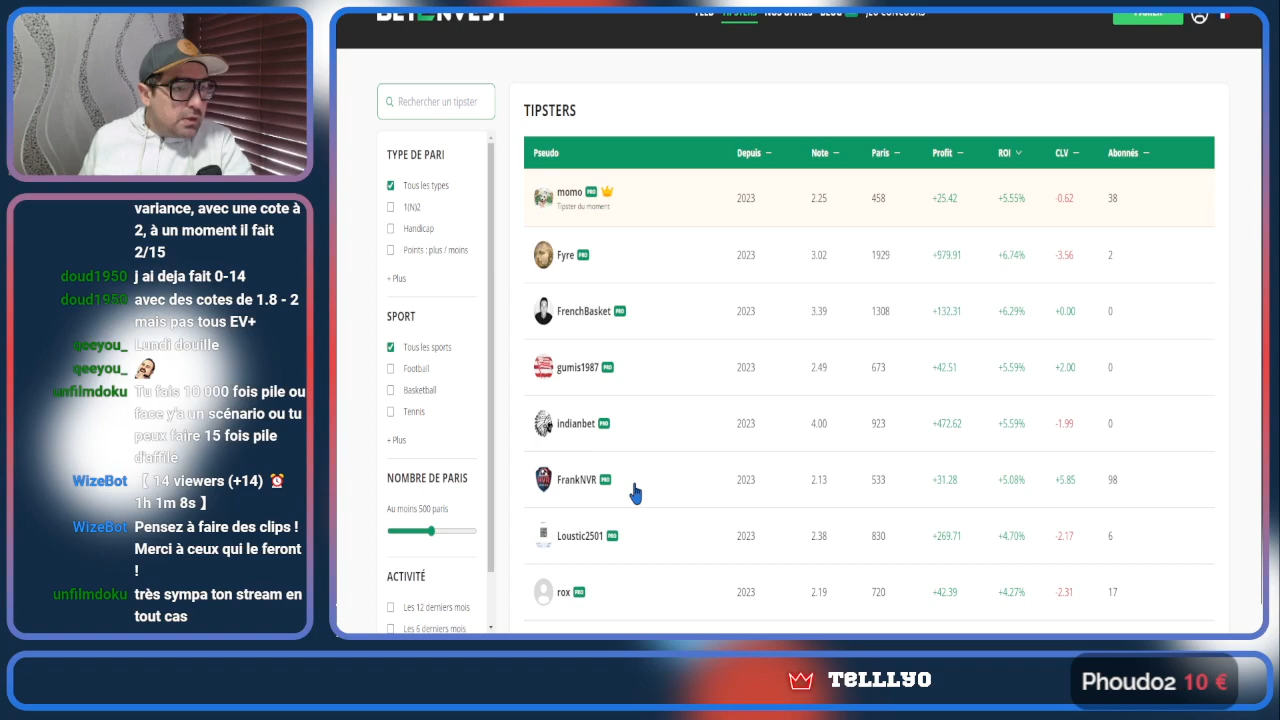 variance, avec une cote à
2, à un moment il fait
2/15
doud1950 j ai deja fait 0-14
doud1950 avec des cotes de 1.8 - 2
mais pas tous EV+
qeeyou_ Lundi douille
qeeyou_
unfilmdoku Tu fais 10 000 fois pile ou
face y'a un scénario ou tu
peux faire 15 fois pile
d'affilé
WizeBot 【 14 viewers (+14) ⏰
1h 1m 8s 】
WizeBot Pensez à faire des clips !
Merci à ceux qui le feront
!
unfilmdoku très sympa ton stream en
tout cas
TIPSTERS
Rechercher un tipster
TYPE DE PARI
Tous les types
1(N)2
Handicap
Points : plus / moins
+ Plus
SPORT
Tous les sports
Football
Basketball
Tennis
+ Plus
NOMBRE DE PARIS
Au moins 500 paris
ACTIVITÉ
Les 12 derniers mois
Les 6 derniers mois
TIPSTERS
Pseudo Depuis Note Paris Profit ROI CLV Abonnés
momo PRO 2023 2.25 458 +25.42 +5.55% -0.62 38
Tipster du moment
Fyre PRO 2023 3.02 1929 +979.91 +6.74% -3.56 2
FrenchBasket PRO 2023 3.39 1308 +132.31 +6.29% +0.00 0
gumis1987 PRO 2023 2.49 673 +42.51 +5.59% +2.00 0
indianbet PRO 2023 4.00 923 +472.62 +5.59% -1.99 0
FrankNVR PRO 2023 2.13 533 +31.28 +5.08% +5.85 98
Loustic2501 PRO 2023 2.38 830 +269.71 +4.70% -2.17 6
rox PRO 2023 2.19 720 +42.39 +4.27% -2.31 17
TELLLYO
Phoudo2 10 €